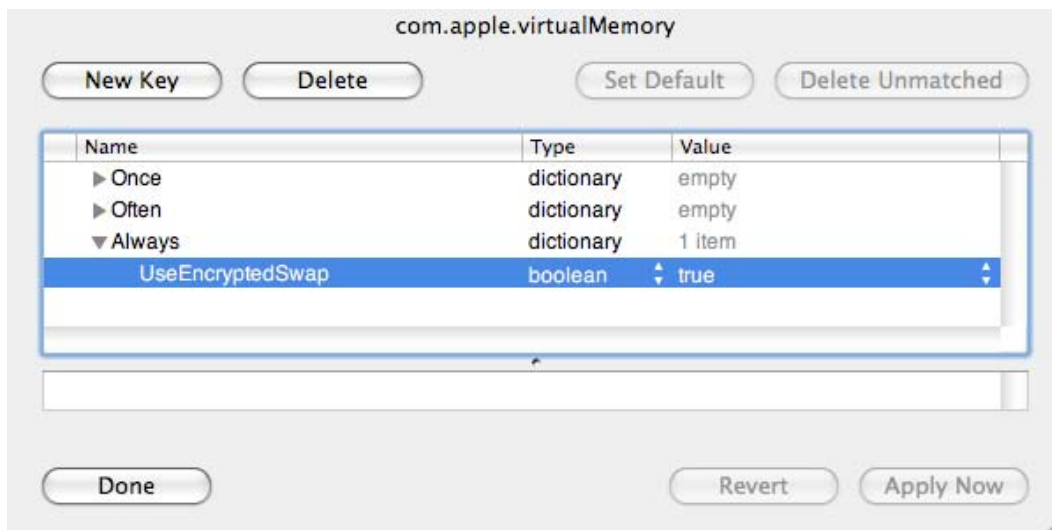 com.apple.virtualMemory
New Key Delete Set Default Delete Unmatched
Name Type Value
Once dictionary empty
Often dictionary empty
Always dictionary 1 item
UseEncryptedSwap boolean true
Done Revert Apply Now